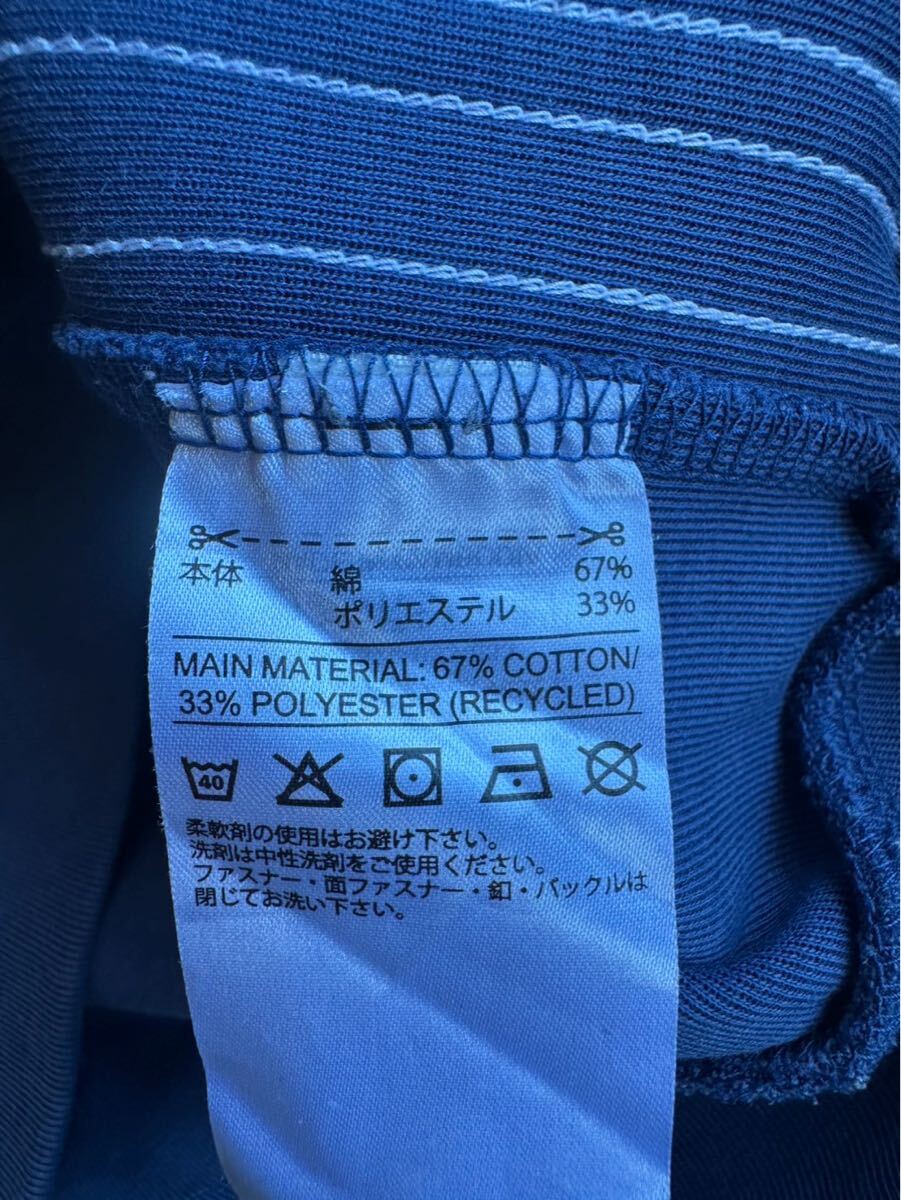 本体 綿 67%
ポリエステル 33%
MAIN MATERIAL: 67% COTTON/
33% POLYESTER (RECYCLED)
40
柔軟剤の使用はお避け下さい。
洗剤は中性洗剤をご使用ください。
ファスナー・面ファスナー・釦・バックルは
閉じてお洗い下さい。